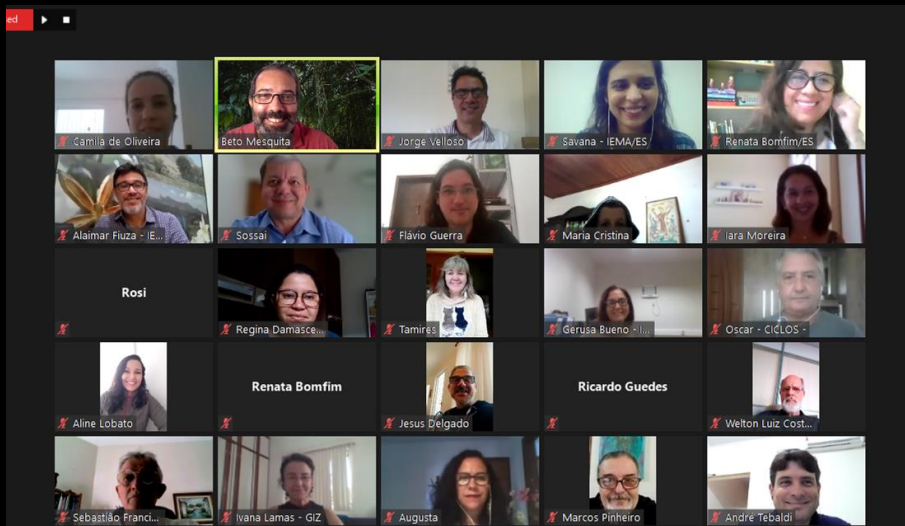 ed
Camila de Oliveira
Beto Mesquita
Jorge Velloso
Savana - IEMA/ES
Renata Bomfim/ES
Alaimar Fiuza - IE...
Sossai
Flávio Guerra
Maria Cristina
Iara Moreira
Rosi
Regina Damasce...
Tamires
Gerusa Bueno - I...
Oscar - CICLOS -
Aline Lobato
Renata Bomfim
Jesus Delgado
Ricardo Guedes
Welton Luiz Cost...
Sebastião Franci...
Ivana Lamas - GIZ
Augusta
Marcos Pinheiro
André Tebaldi